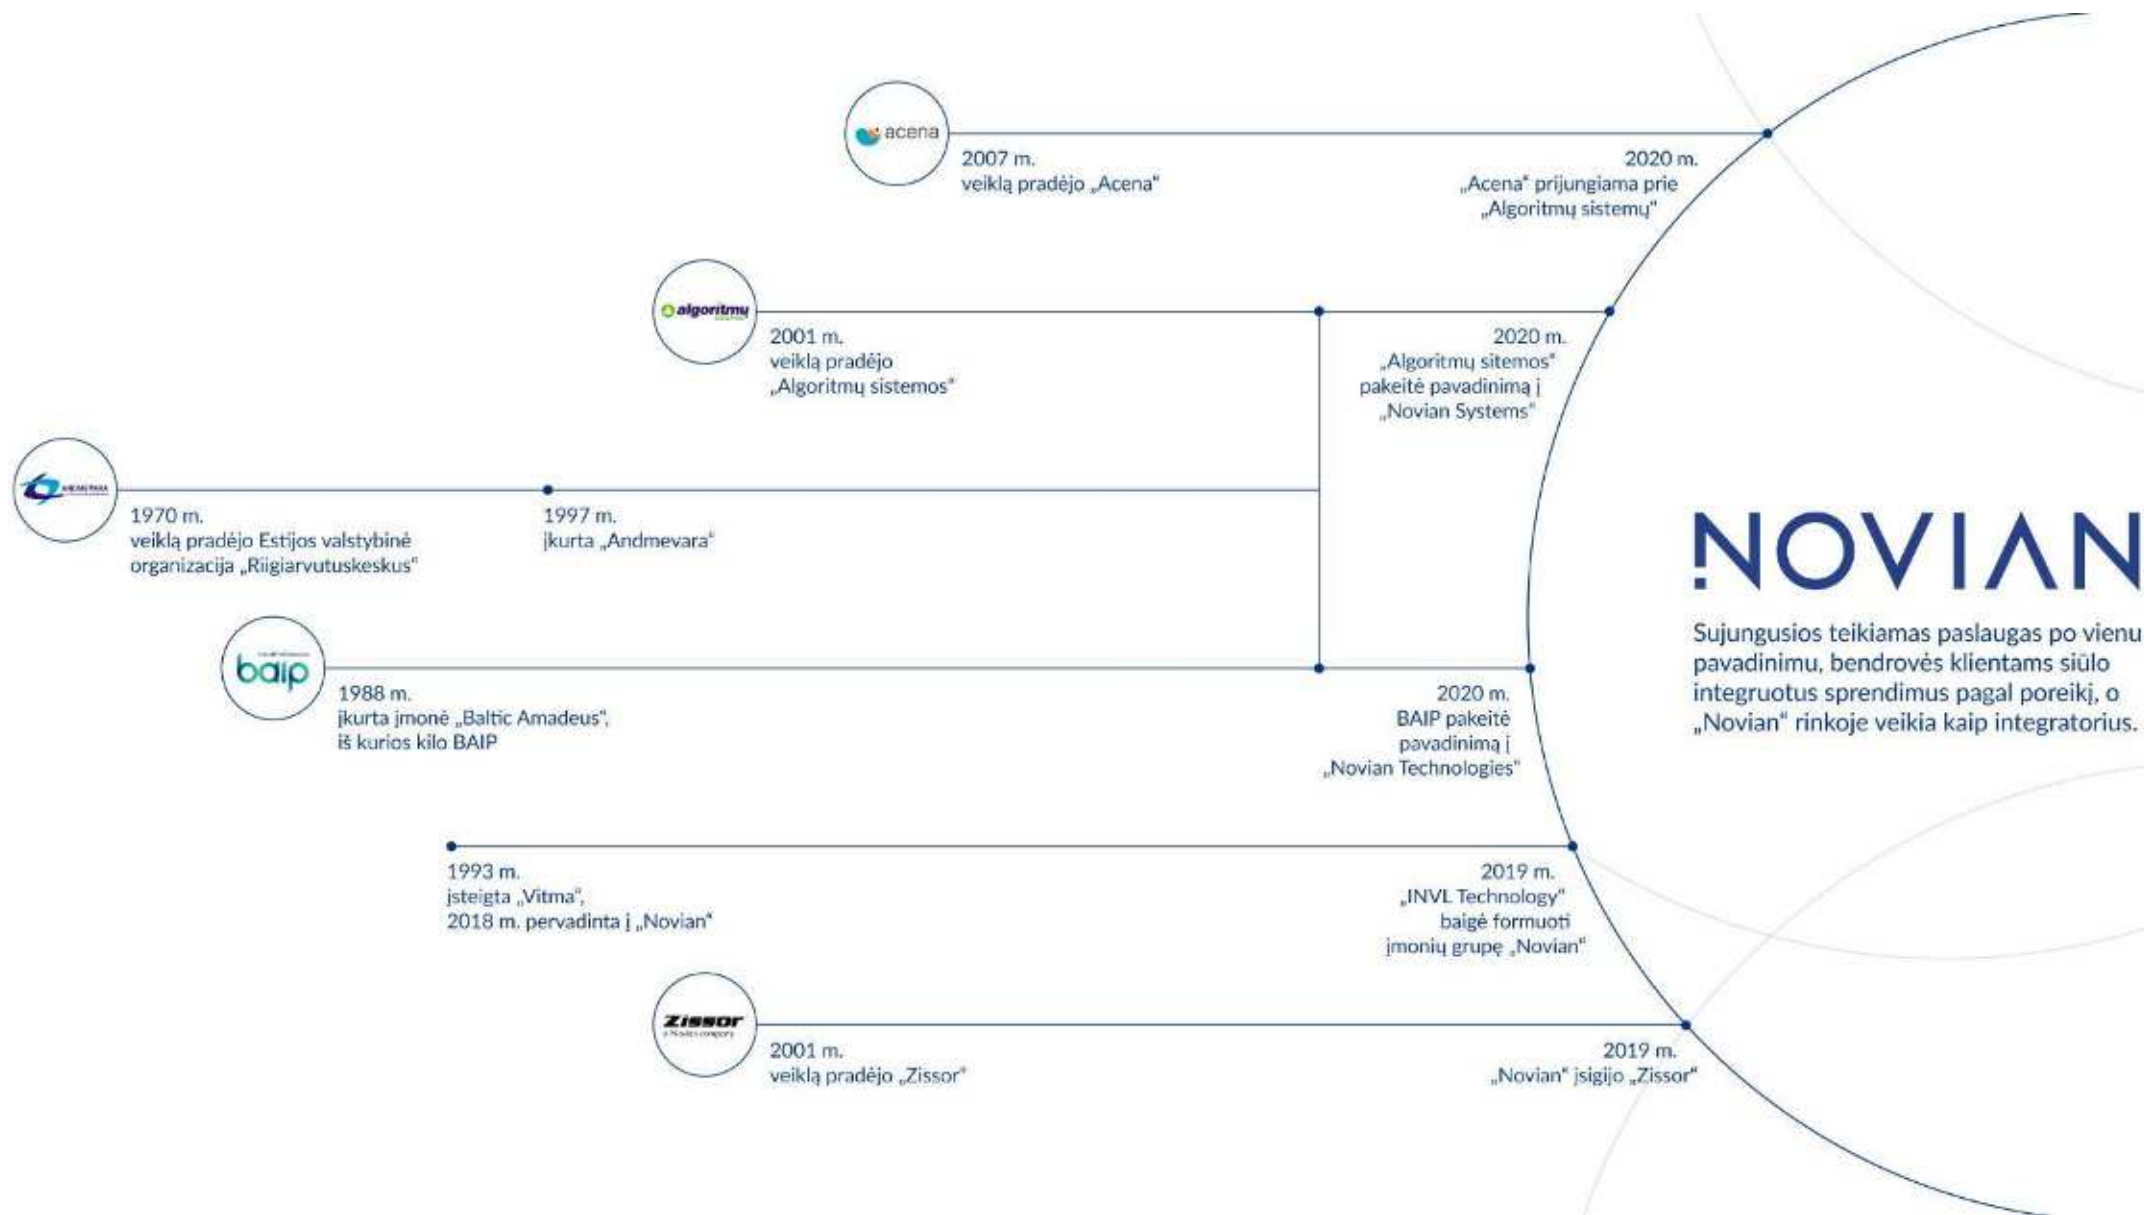 acena
2007 m.
veiklą pradėjo „Acena“
2020 m.
„Acena“ prijungiama prie
„Algoritmų sistemų“
algoritmų
2001 m.
veiklą pradėjo
„Algoritmų sistemos“
2020 m.
„Algoritmų sitemos“
pakeitė pavadinimą į
„Novian Systems“
ANDMEVARA
1970 m.
veiklą pradėjo Estijos valstybinė
organizacija „Riigiarvutuskeskus“
1997 m.
įkurta „Andmevara“
baip
1988 m.
įkurta įmonė „Baltic Amadeus“,
iš kurios kilo BAIP
2020 m.
BAIP pakeitė
pavadinimą į
„Novian Technologies“
NOVIAN
Sujungusios teikiamas paslaugas po vienu
pavadinimu, bendrovės klientams siūlo
integruotus sprendimus pagal poreikį, o
„Novian“ rinkoje veikia kaip integratorius.
1993 m.
įsteigta „Vitma“,
2018 m. pervadinta į „Novian“
2019 m.
„INVL Technology“
baigė formuoti
įmonių grupę „Novian“
Zissor
a Novian company
2001 m.
veiklą pradėjo „Zissor“
2019 m.
„Novian“ įsigijo „Zissor“